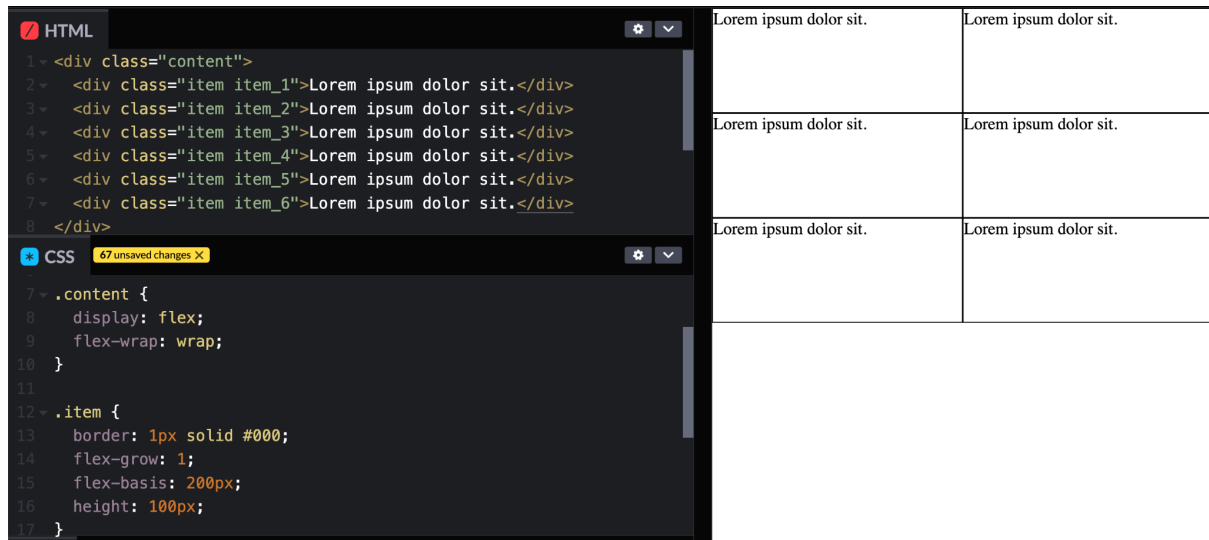 HTML
1 <div class="content">
2 <div class="item item_1">Lorem ipsum dolor sit.</div>
3 <div class="item item_2">Lorem ipsum dolor sit.</div>
4 <div class="item item_3">Lorem ipsum dolor sit.</div>
5 <div class="item item_4">Lorem ipsum dolor sit.</div>
6 <div class="item item_5">Lorem ipsum dolor sit.</div>
7 <div class="item item_6">Lorem ipsum dolor sit.</div>
8 </div>
CSS 67 unsaved changes X
7 .content {
8 display: flex;
9 flex-wrap: wrap;
10 }
11
12 .item {
13 border: 1px solid #000;
14 flex-grow: 1;
15 flex-basis: 200px;
16 height: 100px;
17 }
Lorem ipsum dolor sit. Lorem ipsum dolor sit.
Lorem ipsum dolor sit. Lorem ipsum dolor sit.
Lorem ipsum dolor sit. Lorem ipsum dolor sit.